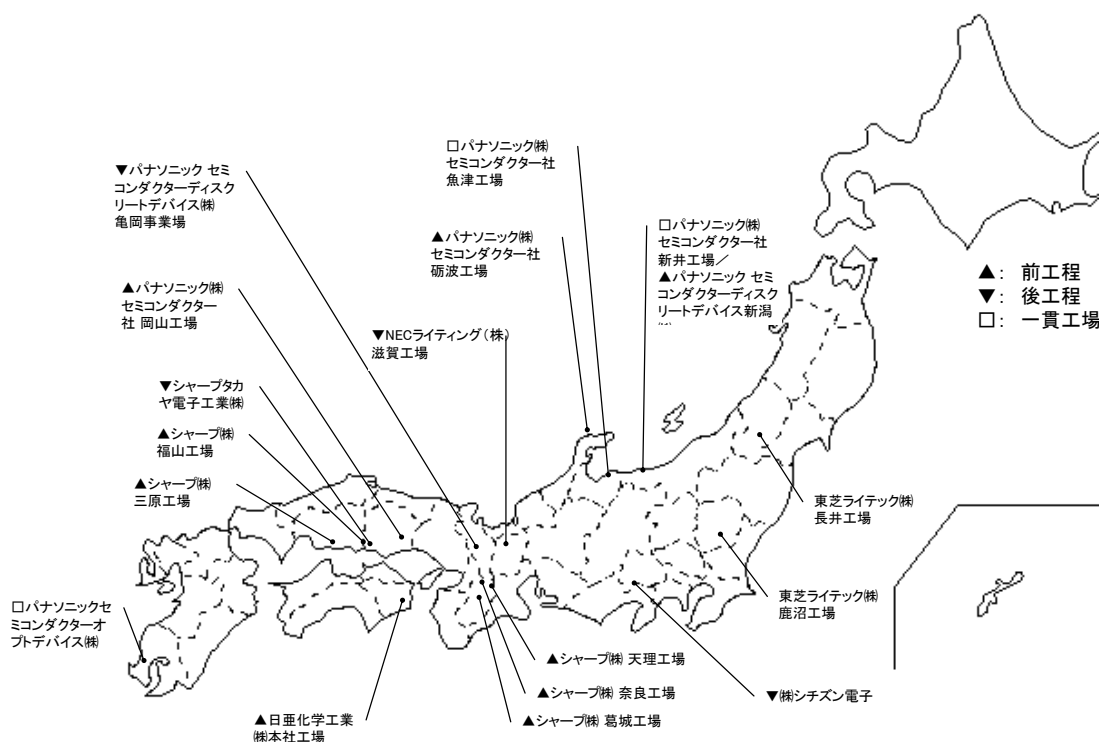 □パナソニック㈱
セミコンダクター社
魚津工場
▼パナソニック セミ
コンダクターディスク
リートデバイス㈱
亀岡事業場
▲パナソニック㈱
セミコンダクター社
砺波工場
□パナソニック㈱
セミコンダクター社
新井工場／
▲パナソニック セミ
コンダクターディスク
リートデバイス新潟
▲: 前工程
▼: 後工程
□: 一貫工場
▲パナソニック㈱
セミコンダクター
社 岡山工場
▼NECライティング（株）
滋賀工場
▼シャープタカ
ヤ電子工業㈱
▲シャープ㈱
福山工場
▲シャープ㈱
三原工場
東芝ライテック㈱
長井工場
東芝ライテック㈱
鹿沼工場
□パナソニックセ
ミコンダクターオ
プトデバイス㈱
▲シャープ㈱ 天理工場
▲シャープ㈱ 奈良工場
▼㈱シチズン電子
▲日亜化学工業
㈱本社工場
▲シャープ㈱ 葛城工場